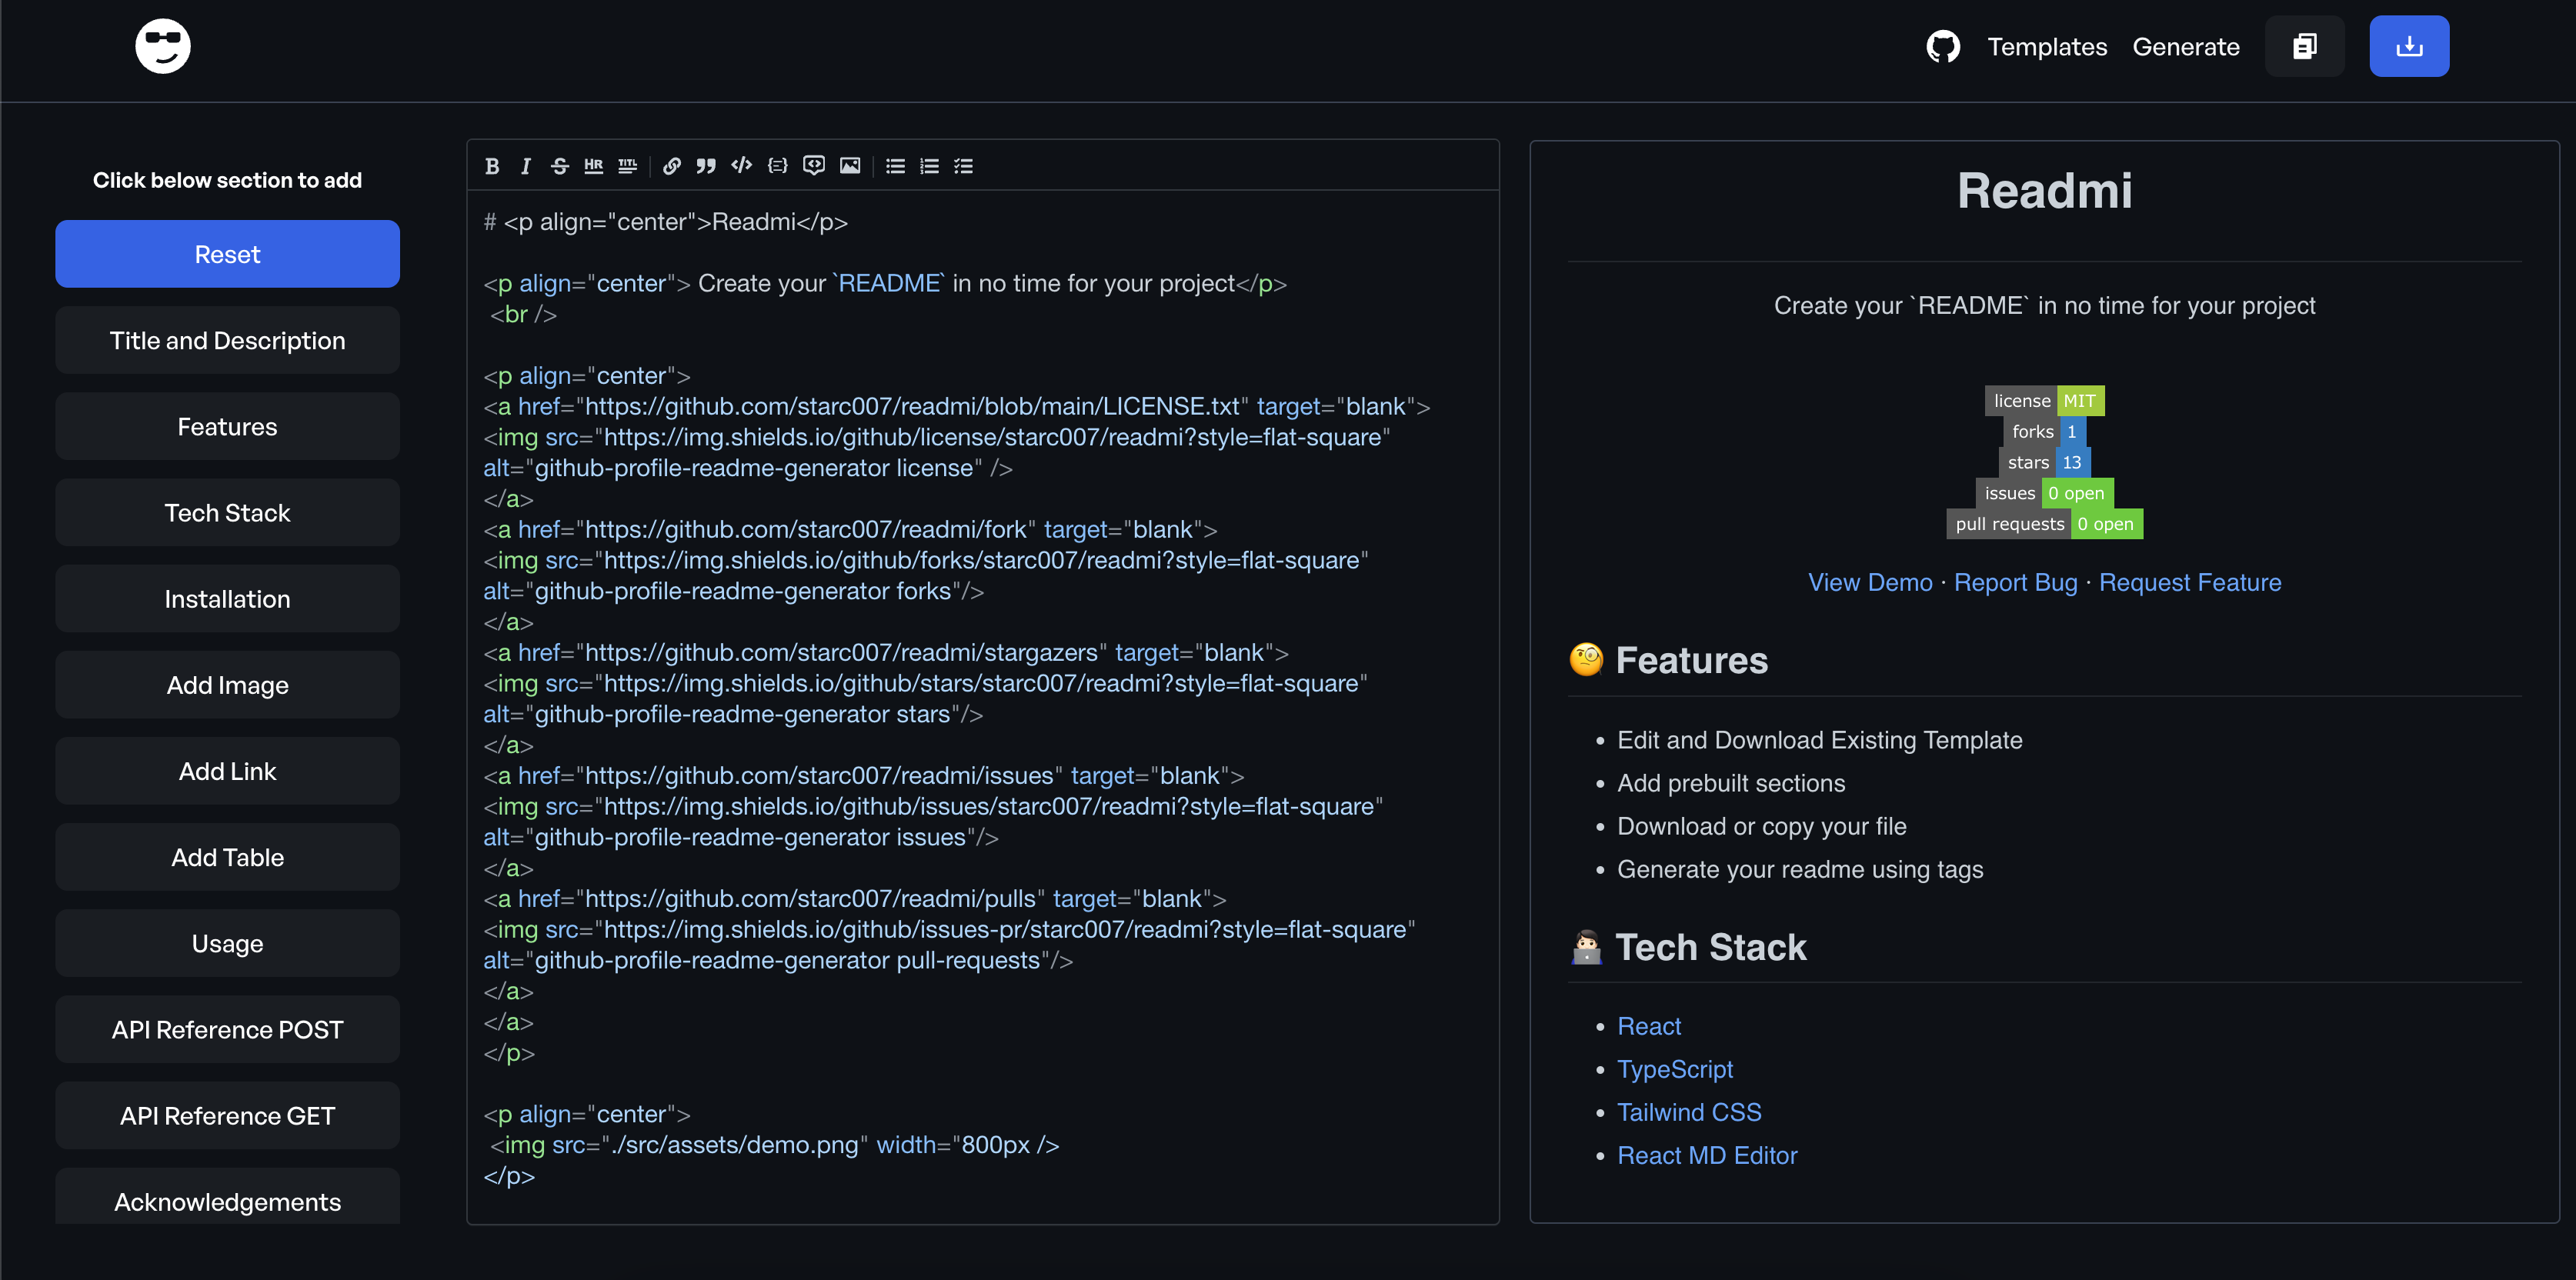 Templates
Generate
Click below section to add
Reset
Title and Description
Features
Tech Stack
Installation
Add Image
Add Link
Add Table
Usage
API Reference POST
API Reference GET
Acknowledgements
B I S HR TITL
# <p align="center">Readmi</p>
<p align="center"> Create your `README` in no time for your project</p>
<br />
<p align="center">
<a href="https://github.com/starc007/readmi/blob/main/LICENSE.txt" target="blank">
<img src="https://img.shields.io/github/license/starc007/readmi?style=flat-square"
alt="github-profile-readme-generator license" />
</a>
<a href="https://github.com/starc007/readmi/fork" target="blank">
<img src="https://img.shields.io/github/forks/starc007/readmi?style=flat-square"
alt="github-profile-readme-generator forks"/>
</a>
<a href="https://github.com/starc007/readmi/stargazers" target="blank">
<img src="https://img.shields.io/github/stars/starc007/readmi?style=flat-square"
alt="github-profile-readme-generator stars"/>
</a>
<a href="https://github.com/starc007/readmi/issues" target="blank">
<img src="https://img.shields.io/github/issues/starc007/readmi?style=flat-square"
alt="github-profile-readme-generator issues"/>
</a>
<a href="https://github.com/starc007/readmi/pulls" target="blank">
<img src="https://img.shields.io/github/issues-pr/starc007/readmi?style=flat-square"
alt="github-profile-readme-generator pull-requests"/>
</a>
</a>
</p>
<p align="center">
<img src="./src/assets/demo.png" width="800px />
</p>
Readmi
Create your `README` in no time for your project
license MIT
forks 1
stars 13
issues 0 open
pull requests 0 open
View Demo · Report Bug · Request Feature
🧐 Features
• Edit and Download Existing Template
• Add prebuilt sections
• Download or copy your file
• Generate your readme using tags
🧑🏻‍💻 Tech Stack
• React
• TypeScript
• Tailwind CSS
• React MD Editor